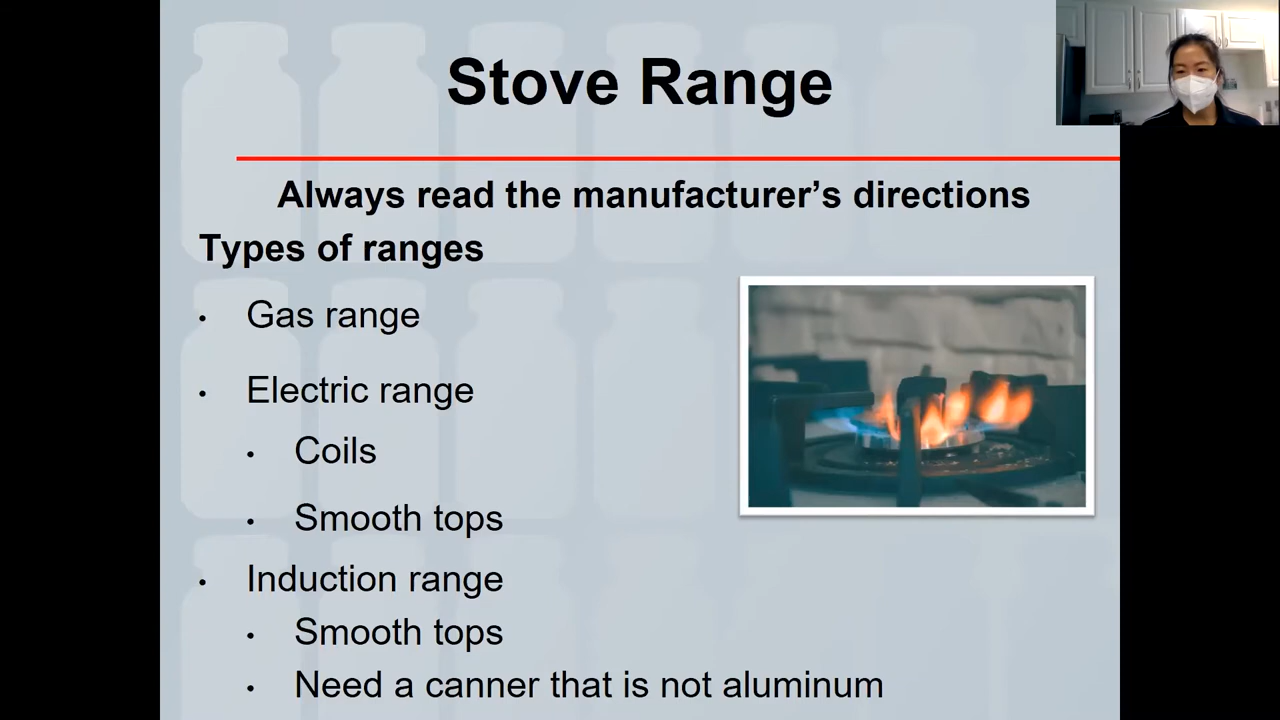 Stove Range
Always read the manufacturer’s directions
Types of ranges
• Gas range
• Electric range
• Coils
• Smooth tops
• Induction range
• Smooth tops
• Need a canner that is not aluminum